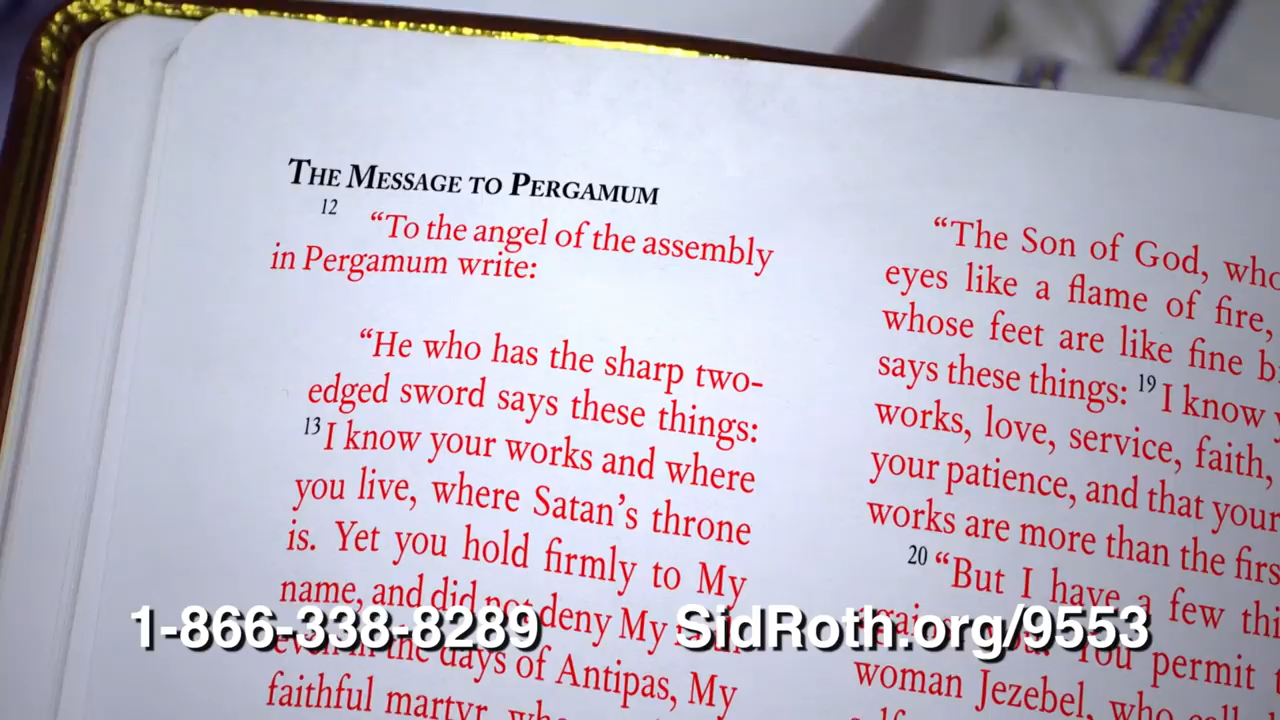 THE MESSAGE TO PERGAMUM
12 “To the angel of the assembly
in Pergamum write:
“He who has the sharp two-
edged sword says these things:
13 I know your works and where
you live, where Satan’s throne
is. Yet you hold firmly to My
name, and did not deny My
even in the days of Antipas, My
faithful martyr,
“The Son of God, who
eyes like a flame of fire,
whose feet are like fine
says these things: 19 I know
works, love, service, faith,
your patience, and that your
works are more than the
20 “But I have a few
You permit
woman Jezebel, who
1-866-338-8289 SidRoth.org/9553